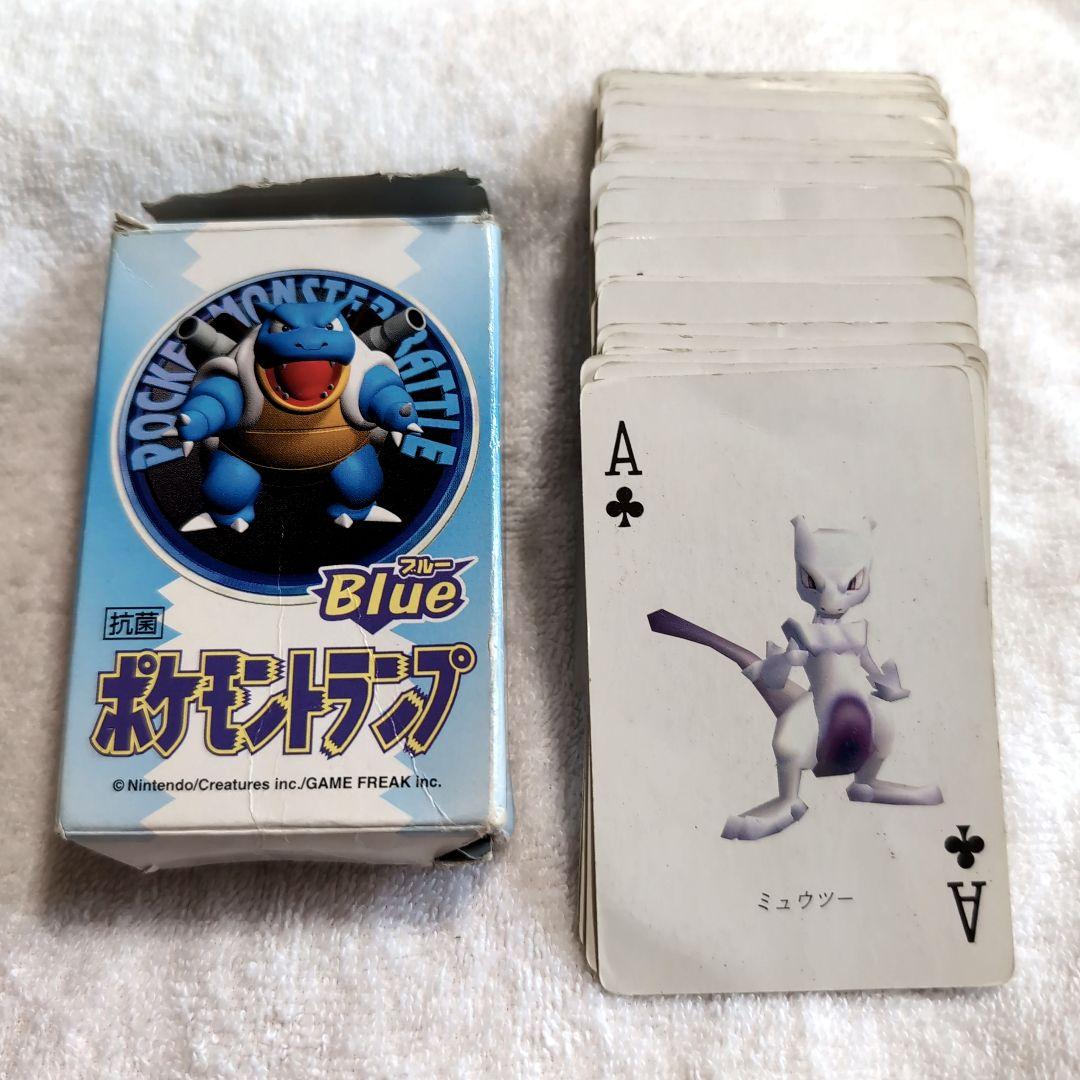 POCKET MONSTER BATTLE
ブルー
Blue
抗菌
ポケモントランプ
© Nintendo/Creatures inc./GAME FREAK inc.
A
ミュウツー
A